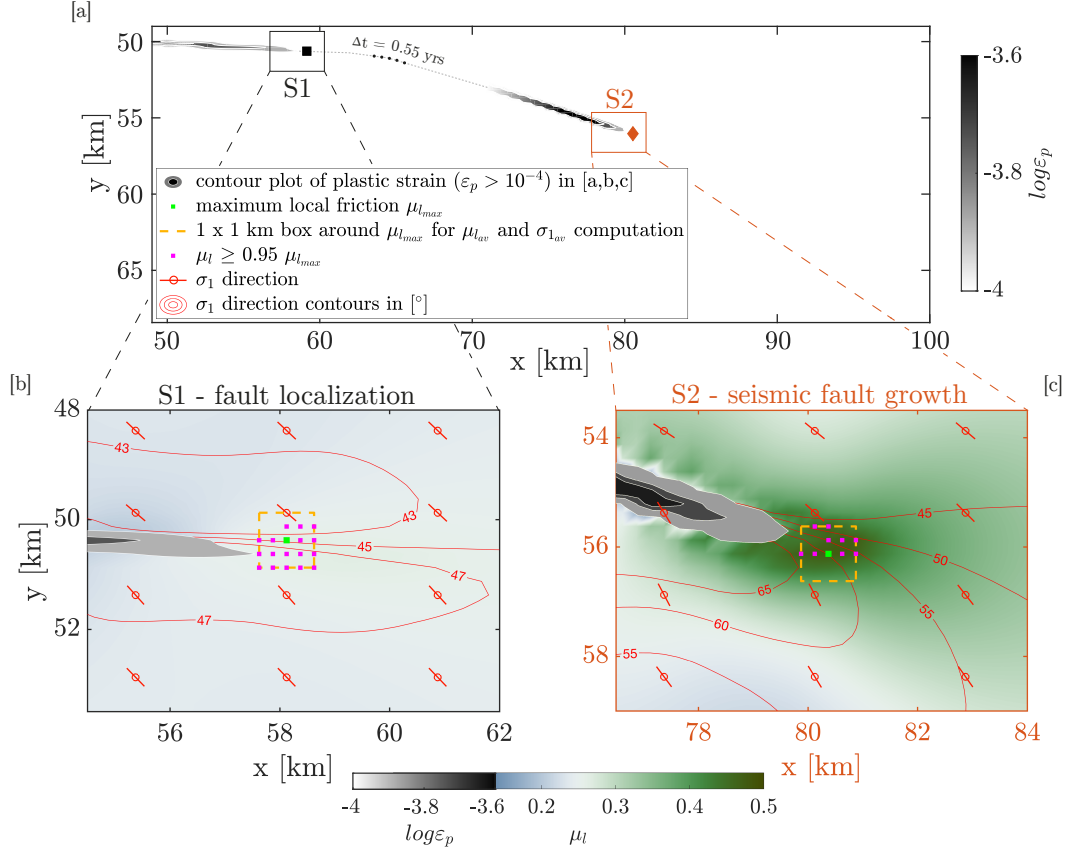 [a]
50
55
60
65
y [km]
S1
Δt = 0.55 yrs
S2
-3.6
-3.8
-4
logε_p
contour plot of plastic strain (ε_p > 10^-4) in [a,b,c]
maximum local friction μ_l_max
1 x 1 km box around μ_l_max for μ_l_av and σ_1_av computation
μ_l ≥ 0.95 μ_l_max
σ_1 direction
σ_1 direction contours in [°]
50
60
70
80
90
100
x [km]
[b]
S1 - fault localization
48
50
52
y [km]
43
43
45
47
47
56
58
60
62
x [km]
[c]
S2 - seismic fault growth
54
56
58
45
50
55
65
60
55
78
80
82
84
x [km]
-4
-3.8
-3.6
0.2
0.3
0.4
0.5
logε_p
μ_l